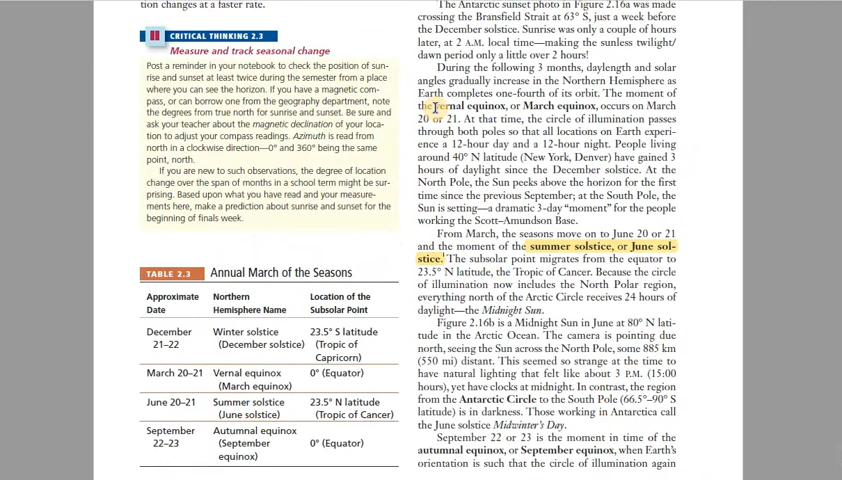 tion changes at a faster rate.
CRITICAL THINKING 2.3
Measure and track seasonal change
Post a reminder in your notebook to check the position of sun-
rise and sunset at least twice during the semester from a place
where you can see the horizon. If you have a magnetic com-
pass, or can borrow one from the geography department, note
the degrees from true north for sunrise and sunset. Be sure and
ask your teacher about the magnetic declination of your loca-
tion to adjust your compass readings. Azimuth is read from
north in a clockwise direction—0° and 360° being the same
point, north.
If you are new to such observations, the degree of location
change over the span of months in a school term might be sur-
prising. Based upon what you have read and your measure-
ments here, make a prediction about sunrise and sunset for the
beginning of finals week.
TABLE 2.3 Annual March of the Seasons
Approximate Northern Location of the
Date Hemisphere Name Subsolar Point
December Winter solstice 23.5° S latitude
21–22 (December solstice) (Tropic of
Capricorn)
March 20–21 Vernal equinox 0° (Equator)
(March equinox)
June 20–21 Summer solstice 23.5° N latitude
(June solstice) (Tropic of Cancer)
September Autumnal equinox
22–23 (September 0° (Equator)
equinox)
The Antarctic sunset photo in Figure 2.16a was made
crossing the Bransfield Strait at 63° S, just a week before
the December solstice. Sunrise was only a couple of hours
later, at 2 A.M. local time—making the sunless twilight/
dawn period only a little over 2 hours!
During the following 3 months, daylength and solar
angles gradually increase in the Northern Hemisphere as
Earth completes one-fourth of its orbit. The moment of
the vernal equinox, or March equinox, occurs on March
20 or 21. At that time, the circle of illumination passes
through both poles so that all locations on Earth experi-
ence a 12-hour day and a 12-hour night. People living
around 40° N latitude (New York, Denver) have gained 3
hours of daylight since the December solstice. At the
North Pole, the Sun peeks above the horizon for the first
time since the previous September; at the South Pole, the
Sun is setting—a dramatic 3-day “moment” for the people
working the Scott–Amundson Base.
From March, the seasons move on to June 20 or 21
and the moment of the summer solstice, or June sol-
stice. The subsolar point migrates from the equator to
23.5° N latitude, the Tropic of Cancer. Because the circle
of illumination now includes the North Polar region,
everything north of the Arctic Circle receives 24 hours of
daylight—the Midnight Sun.
Figure 2.16b is a Midnight Sun in June at 80° N lati-
tude in the Arctic Ocean. The camera is pointing due
north, seeing the Sun across the North Pole, some 885 km
(550 mi) distant. This seemed so strange at the time to
have natural lighting that felt like about 3 P.M. (15:00
hours), yet have clocks at midnight. In contrast, the region
from the Antarctic Circle to the South Pole (66.5°–90° S
latitude) is in darkness. Those working in Antarctica call
the June solstice Midwinter’s Day.
September 22 or 23 is the moment in time of the
autumnal equinox, or September equinox, when Earth’s
orientation is such that the circle of illumination again